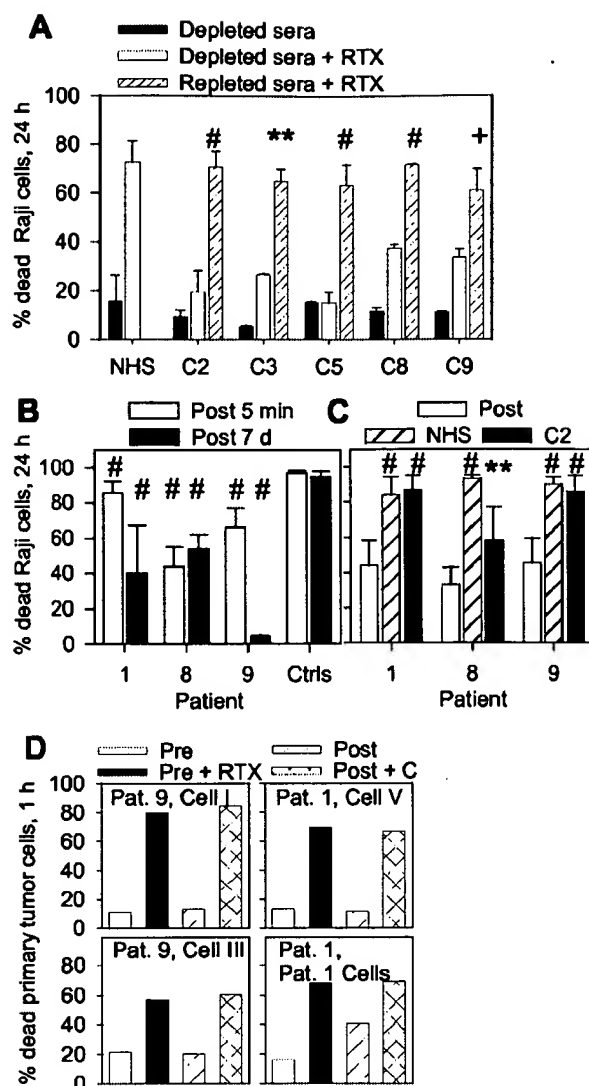 A
Depleted sera
Depleted sera + RTX
Repleted sera + RTX
% dead Raji cells, 24 h
100
80
60
40
20
0
# ** # # +
NHS C2 C3 C5 C8 C9
B
Post 5 min
Post 7 d
% dead Raji cells, 24 h
100
80
60
40
20
0
# # # # # #
1 8 9 Ctrls
Patient
C
Post
NHS C2
# # # ** # #
1 8 9
Patient
D
Pre Post
Pre + RTX Post + C
% dead primary tumor cells, 1 h
80
60
40
20
0
Pat. 9, Cell I
Pat. 1, Cell V
80
60
40
20
0
Pat. 9, Cell III
Pat. 1,
Pat. 1 Cells